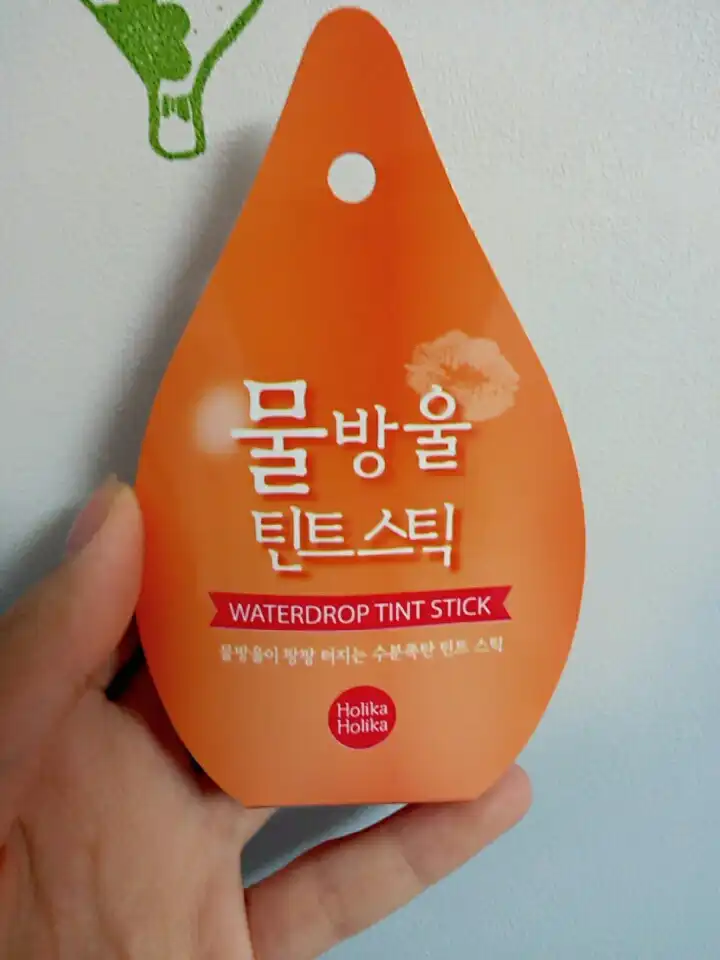 물방울
틴트스틱
WATERDROP TINT STICK
물방울이 팡팡 터지는 수분폭탄 틴트 스틱
Holika
Holika